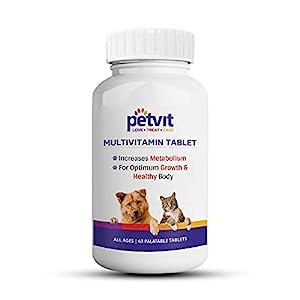 petvit
LOVE • TREAT • CARE
MULTIVITAMIN TABLET
Increases Metabolism
For Optimum Growth &
Healthy Body
ALL AGES | 60 PALATABLE TABLETS